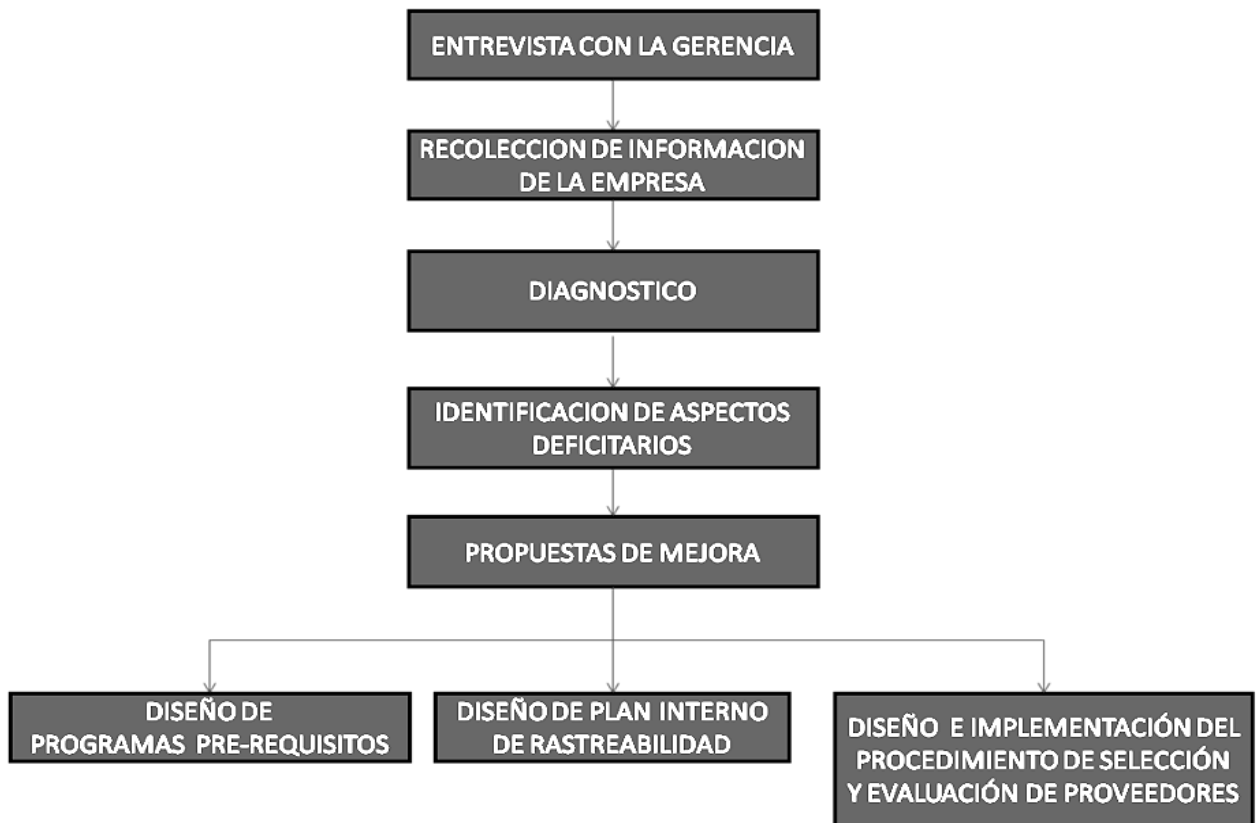 ENTREVISTA CON LA GERENCIA
RECOLECCION DE INFORMACION
DE LA EMPRESA
DIAGNOSTICO
IDENTIFICACION DE ASPECTOS
DEFICITARIOS
PROPUESTAS DE MEJORA
DISEÑO DE
PROGRAMAS PRE-REQUISITOS
DISEÑO DE PLAN INTERNO
DE RASTREABILIDAD
DISEÑO E IMPLEMENTACIÓN DEL
PROCEDIMIENTO DE SELECCIÓN
Y EVALUACIÓN DE PROVEEDORES